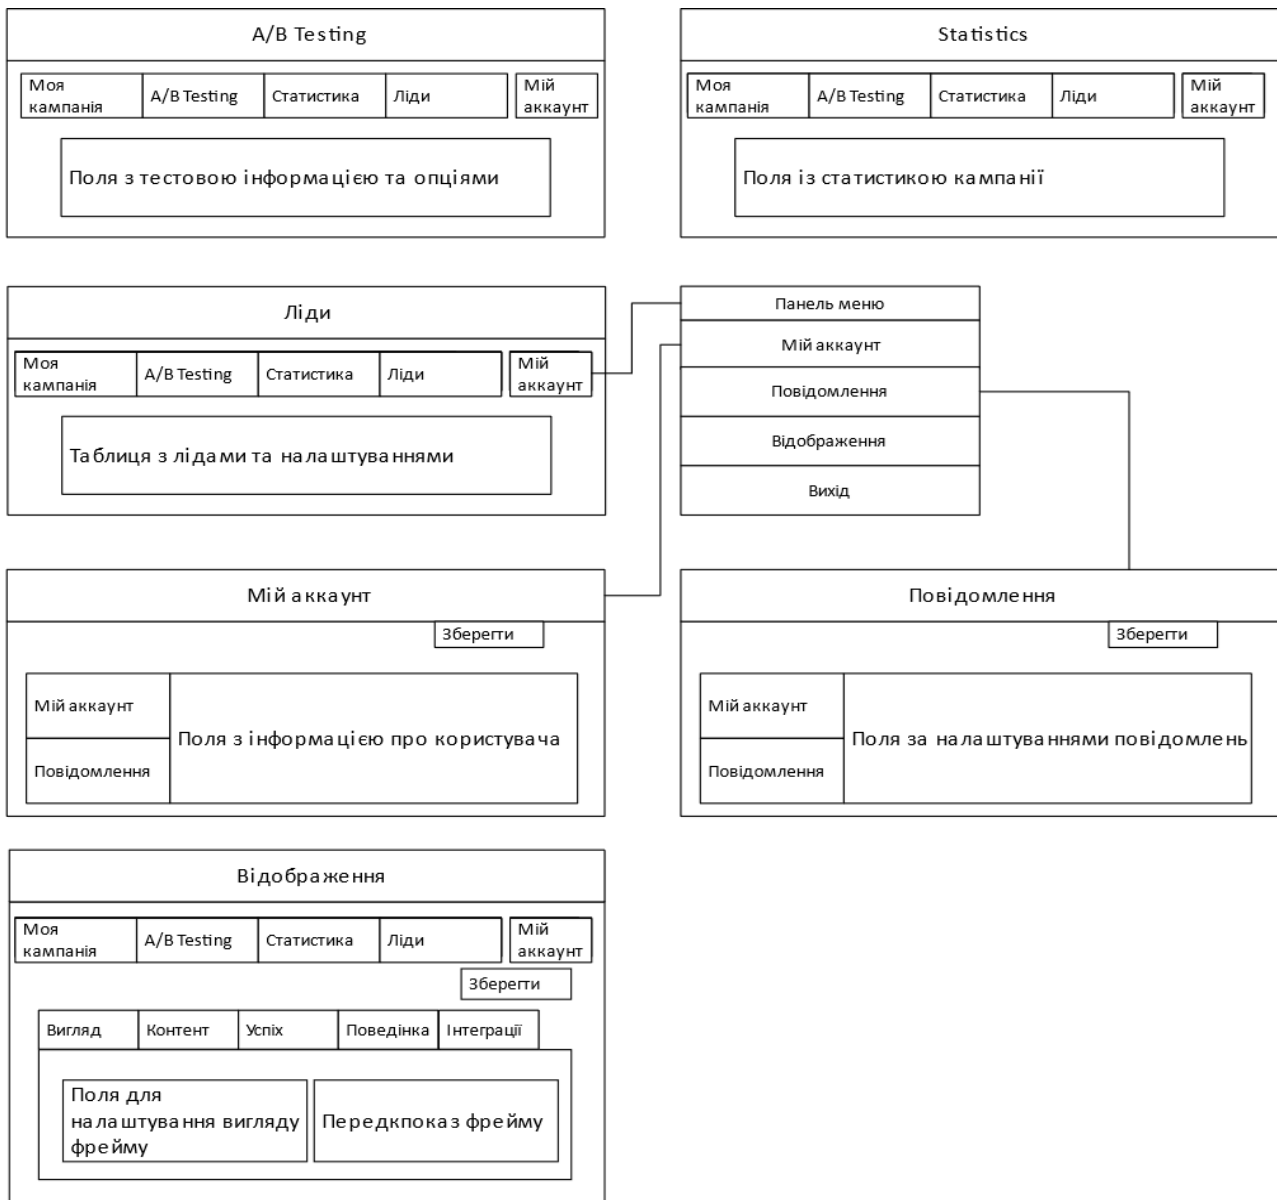 A/B Testing
Моя
кампанія
A/B Testing
Статистика
Ліди
Мій
аккаунт
Поля з тестовою інформацією та опціями
Statistics
Моя
кампанія
A/B Testing
Статистика
Ліди
Мій
аккаунт
Поля із статистикою кампанії
Ліди
Моя
кампанія
A/B Testing
Статистика
Ліди
Мій
аккаунт
Таблиця з лідами та налаштуваннями
Панель меню
Мій аккаунт
Повідомлення
Відображення
Вихід
Мій аккаунт
Зберегти
Мій аккаунт
Повідомлення
Поля з інформацією про користувача
Повідомлення
Зберегти
Мій аккаунт
Повідомлення
Поля за налаштуваннями повідомлень
Відображення
Моя
кампанія
A/B Testing
Статистика
Ліди
Мій
аккаунт
Зберегти
Вигляд
Контент
Успіх
Поведінка
Інтеграції
Поля для
налаштування вигляду
фрейму
Передкпоказ фрейму